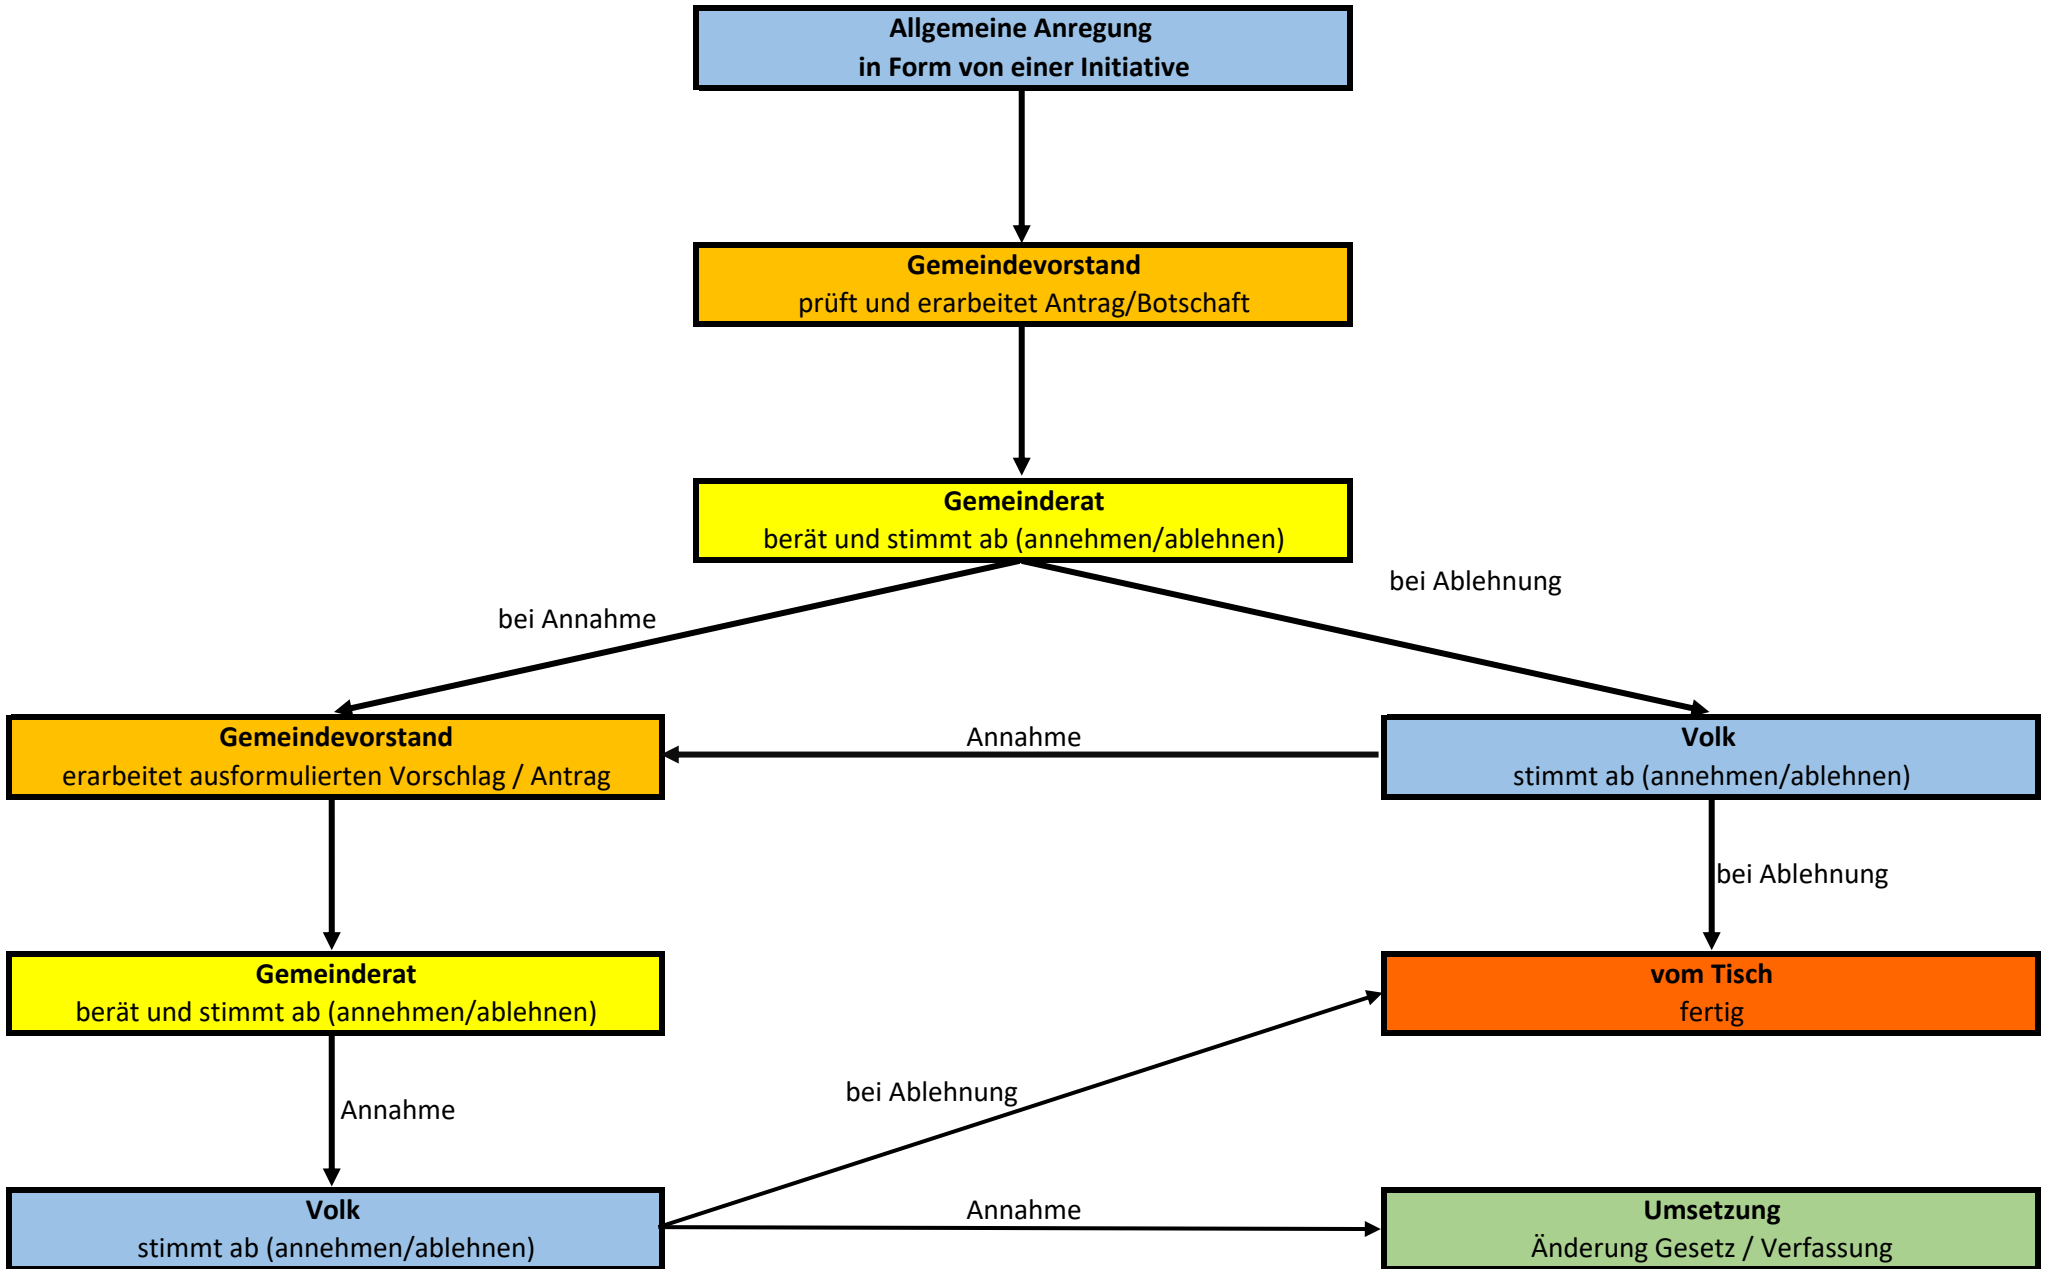 Allgemeine Anregung
in Form von einer Initiative
Gemeindevorstand
prüft und erarbeitet Antrag/Botschaft
Gemeinderat
berät und stimmt ab (annehmen/ablehnen)
bei Ablehnung
bei Annahme
Gemeindevorstand
erarbeitet ausformulierten Vorschlag / Antrag
Annahme
Volk
stimmt ab (annehmen/ablehnen)
bei Ablehnung
Gemeinderat
berät und stimmt ab (annehmen/ablehnen)
vom Tisch
fertig
bei Ablehnung
Annahme
Volk
stimmt ab (annehmen/ablehnen)
Annahme
Umsetzung
Änderung Gesetz / Verfassung